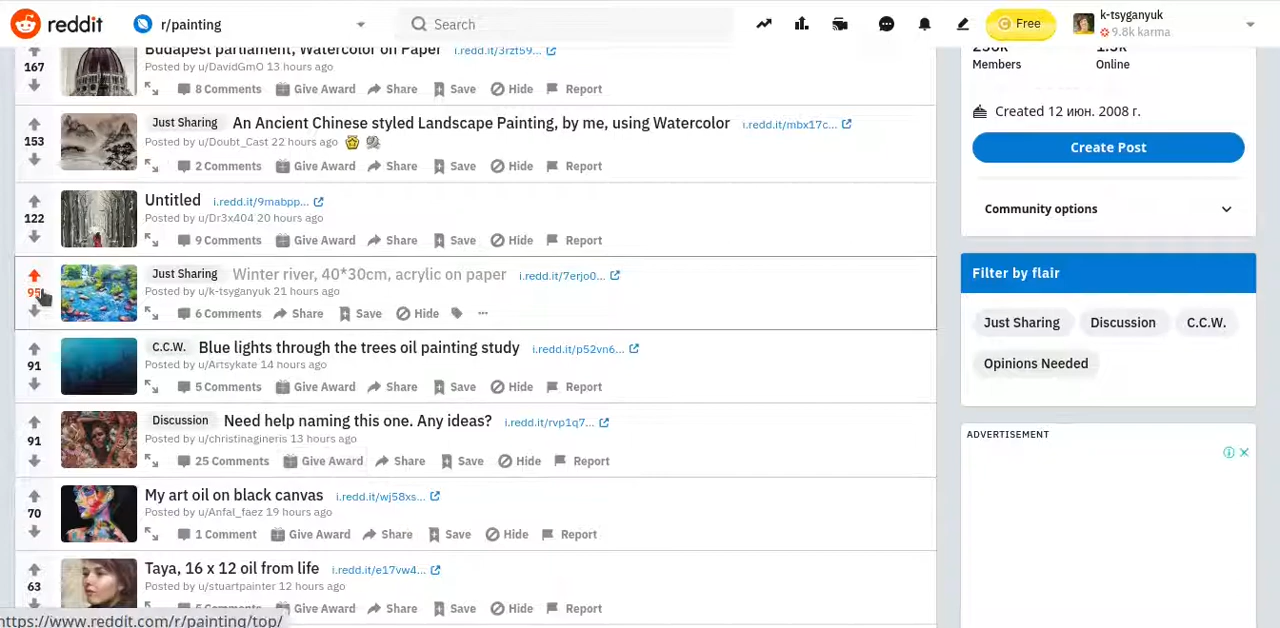 reddit r/painting Search Free k-tsyganyuk
9.8k karma
167 Budapest parliament, Watercolor on Paper i.redd.it/3rzt59...
Posted by u/DavidGmO 13 hours ago
8 Comments Give Award Share Save Hide Report
153 Just Sharing An Ancient Chinese styled Landscape Painting, by me, using Watercolor i.redd.it/mbx17c...
Posted by u/Doubt_Cast 22 hours ago
2 Comments Give Award Share Save Hide Report
122 Untitled i.redd.it/9mabpp...
Posted by u/Dr3x404 20 hours ago
9 Comments Give Award Share Save Hide Report
95 Just Sharing Winter river, 40*30cm, acrylic on paper i.redd.it/7erjo0...
Posted by u/k-tsyganyuk 21 hours ago
6 Comments Share Save Hide ...
91 C.C.W. Blue lights through the trees oil painting study i.redd.it/p52vn6...
Posted by u/Artsykate 14 hours ago
5 Comments Give Award Share Save Hide Report
91 Discussion Need help naming this one. Any ideas? i.redd.it/rvp1q7...
Posted by u/christinagineris 13 hours ago
25 Comments Give Award Share Save Hide Report
70 My art oil on black canvas i.redd.it/wj58xs...
Posted by u/Anfal_faez 19 hours ago
1 Comment Give Award Share Save Hide Report
63 Taya, 16 x 12 oil from life i.redd.it/e17vw4...
Posted by u/stuartpainter 12 hours ago
5 Comments Give Award Share Save Hide Report
https://www.reddit.com/r/painting/top/
Members Online
Created 12 июн. 2008 г.
Create Post
Community options
Filter by flair
Just Sharing Discussion C.C.W.
Opinions Needed
ADVERTISEMENT